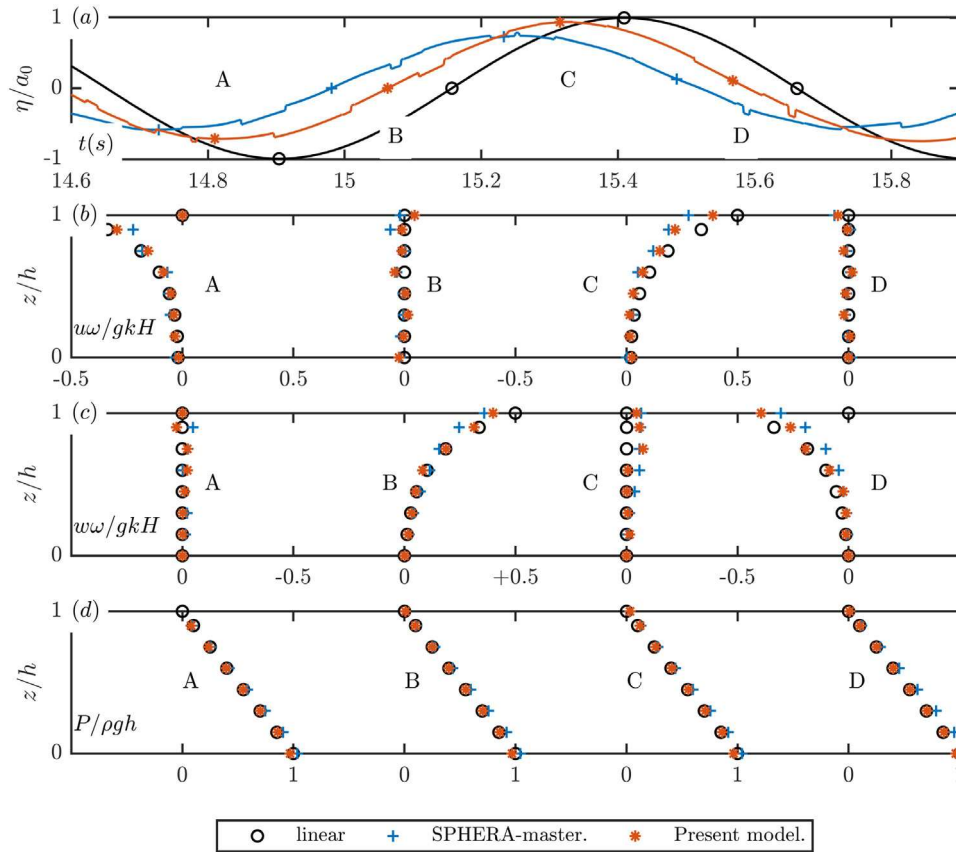 1 (a)
A
C
η/a₀
0
B
D
t(s)
-1
14.6 14.8 15 15.2 15.4 15.6 15.8
1 (b)
z/h
A B C D
uω/gkH
0
-0.5 0 0.5 0 -0.5 0 0.5 0
1 (c)
z/h
A B C D
wω/gkH
0
0 -0.5 0 +0.5 0 -0.5 0
1 (d)
z/h
A B C D
P/ρgh
0
0 1 0 1 0 1 0
linear SPHERA-master. Present model.